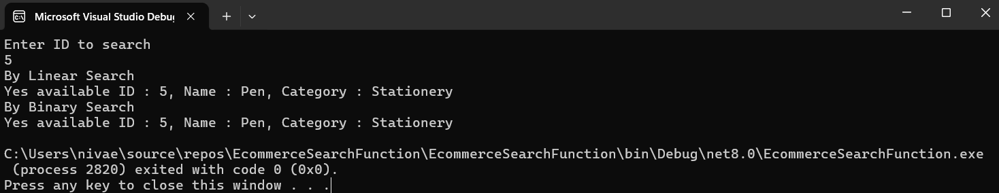 Microsoft Visual Studio Debu
Enter ID to search
5
By Linear Search
Yes available ID : 5, Name : Pen, Category : Stationery
By Binary Search
Yes available ID : 5, Name : Pen, Category : Stationery
C:\Users\nivae\source\repos\EcommerceSearchFunction\EcommerceSearchFunction\bin\Debug\net8.0\EcommerceSearchFunction.exe
(process 2820) exited with code 0 (0x0).
Press any key to close this window . . .